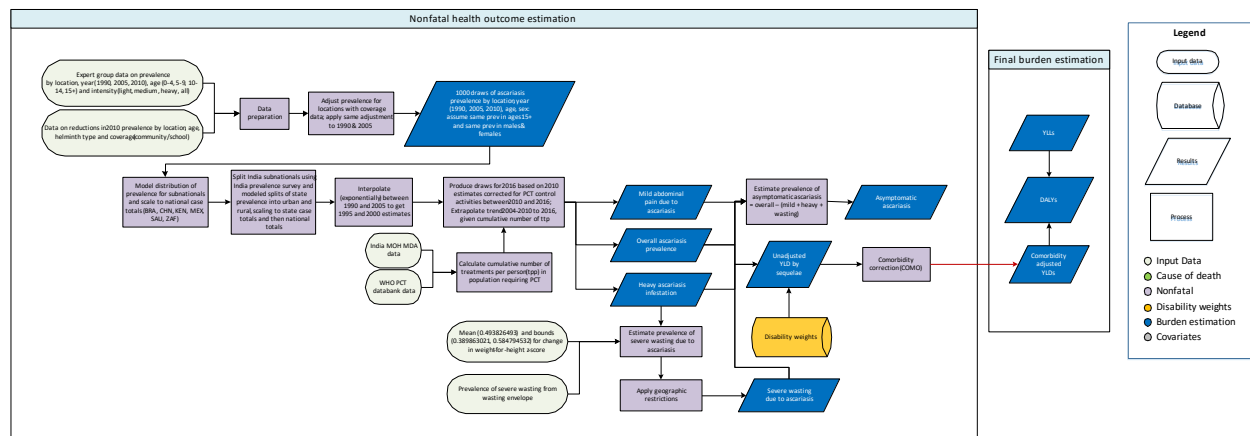 Nonfatal health outcome estimation
Expert group data on prevalence
by location, year(1990, 2005, 2010), age (0-4, 5-9, 10-
14, 15+) and intensity(light, medium, heavy, all)
Data on reductions in2010 prevalence by location, age,
helminth type and coverage(community/school)
Data
preparation
Adjust prevalence for
locations with coverage
data; apply same adjustment
to 1990 & 2005
1000 draws of ascariasis
prevalence by location, year
(1990, 2005, 2010), age, sex:
assume same prev in ages15+
and same prev in males&
females
Model distribution of
prevalence for subnationals
and scale to national case
totals (BRA, CHN, KEN, MEX,
SAU, ZAF)
Split India subnationals using
India prevalence survey and
modeled splits of state
prevalence into urban and
rural, scaling to state case
totals and then national
totals
Interpolate
(exponentially) between
1990 and 2005 to get
1995 and 2000 estimates
Produce draws for2016 based on 2010
estimates corrected for PCT control
activities between2010 and 2016;
Extrapolate trend2004-2010 to 2016,
given cumulative number of ttp
India MOH MDA
data
WHO PCT
databank data
Calculate cumulative number of
treatments per person(tpp) in
population requiring PCT
Mild abdominal
pain due to
ascariasis
Overall ascariasis
prevalence
Heavy ascariasis
infestation
Estimate prevalence of
asymptomatic ascariasis
= overall – (mild + heavy +
wasting)
Asymptomatic
ascariasis
Unadjusted
YLD by
sequelae
Comorbidity
correction(COMO)
Disability weights
Mean (0.493826493) and bounds
(0.389863021, 0.584794532) for
change in weight-for-height z-score
Prevalence of severe wasting from
wasting envelope
Estimate prevalence of
severe wasting due to
ascariasis
Apply geographic
restrictions
Severe wasting
due to ascariasis
Final burden estimation
YLLs
DALYs
Comorbidity
adjusted
YLDs
Legend
Input data
Database
Results
Process
Input Data
Cause of death
Nonfatal
Disability weights
Burden estimation
Covariates